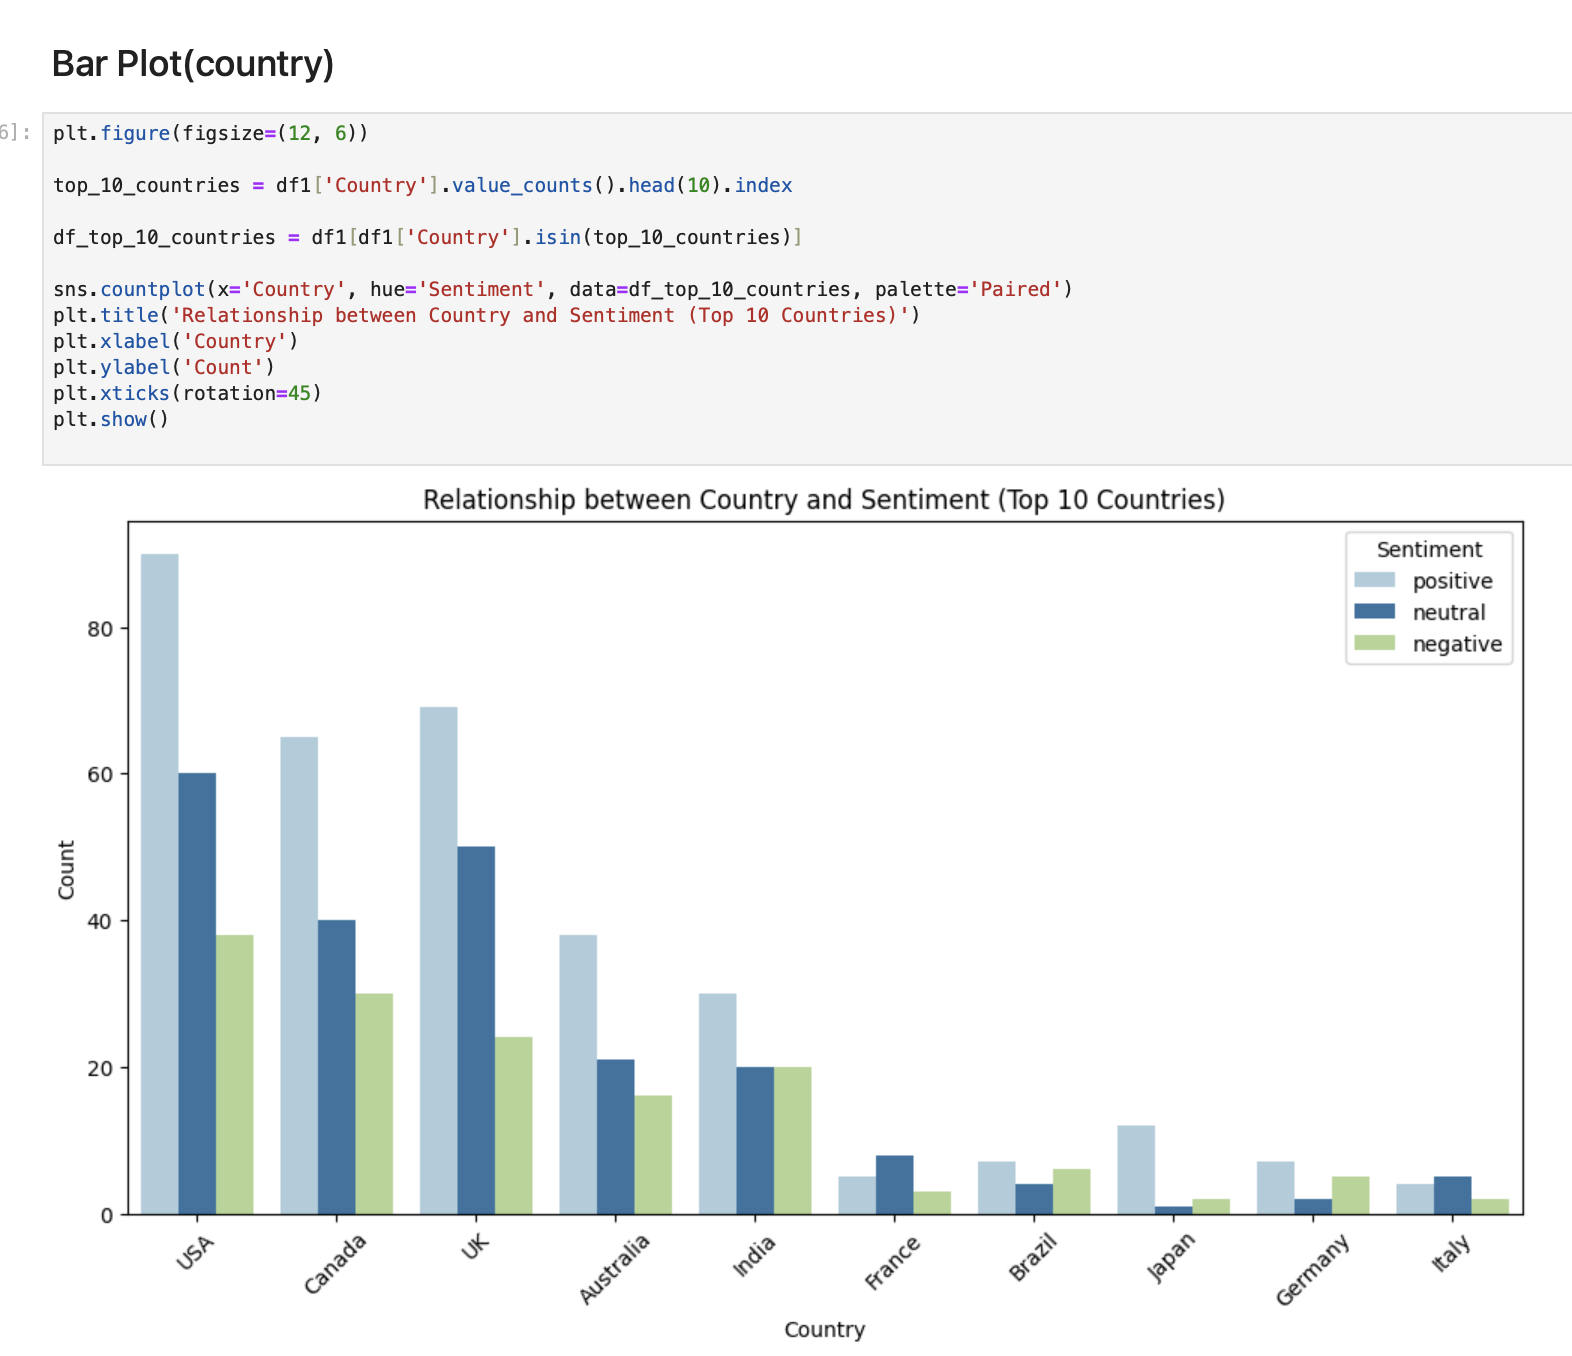 Bar Plot(country)
6]:
plt.figure(figsize=(12, 6))
top_10_countries = df1['Country'].value_counts().head(10).index
df_top_10_countries = df1[df1['Country'].isin(top_10_countries)]
sns.countplot(x='Country', hue='Sentiment', data=df_top_10_countries, palette='Paired')
plt.title('Relationship between Country and Sentiment (Top 10 Countries)')
plt.xlabel('Country')
plt.ylabel('Count')
plt.xticks(rotation=45)
plt.show()
Relationship between Country and Sentiment (Top 10 Countries)
Sentiment
positive
neutral
negative
80
60
40
20
0
Count
USA
Canada
UK
Australia
India
France
Brazil
Japan
Germany
Italy
Country